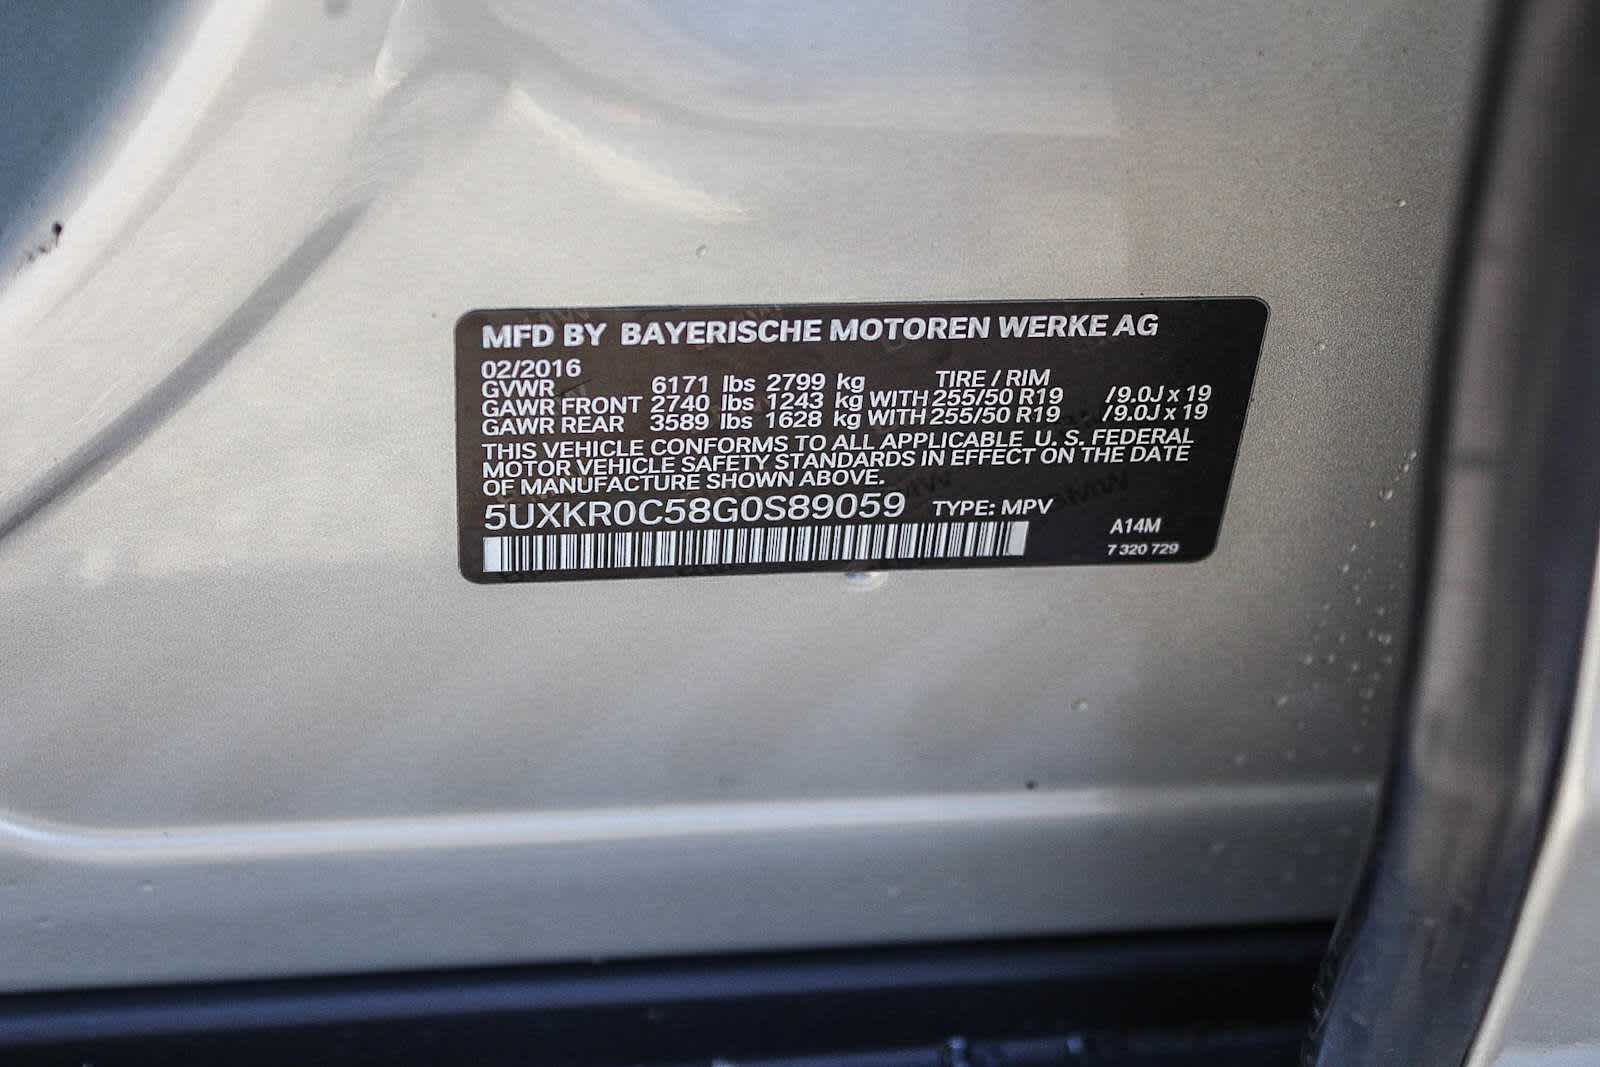 MFD BY BAYERISCHE MOTOREN WERKE AG
02/2016
GVWR 6171 lbs 2799 kg TIRE / RIM
GAWR FRONT 2740 lbs 1243 kg WITH 255/50 R19 /9.0J x 19
GAWR REAR 3589 lbs 1628 kg WITH 255/50 R19 /9.0J x 19
THIS VEHICLE CONFORMS TO ALL APPLICABLE U. S. FEDERAL
MOTOR VEHICLE SAFETY STANDARDS IN EFFECT ON THE DATE
OF MANUFACTURE SHOWN ABOVE.
5UXKR0C58G0S89059 TYPE: MPV
A14M
7 320 729